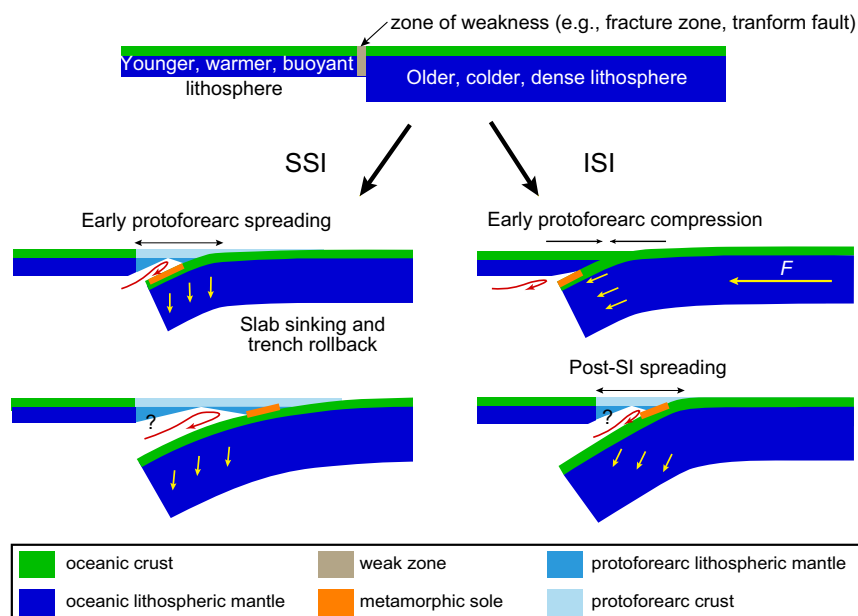 zone of weakness (e.g., fracture zone, tranform fault)
Younger, warmer, buoyant
lithosphere
Older, colder, dense lithosphere
SSI
ISI
Early protoforearc spreading
Early protoforearc compression
F
Slab sinking and
trench rollback
Post-SI spreading
?
?
oceanic crust
weak zone
protoforearc lithospheric mantle
oceanic lithospheric mantle
metamorphic sole
protoforearc crust